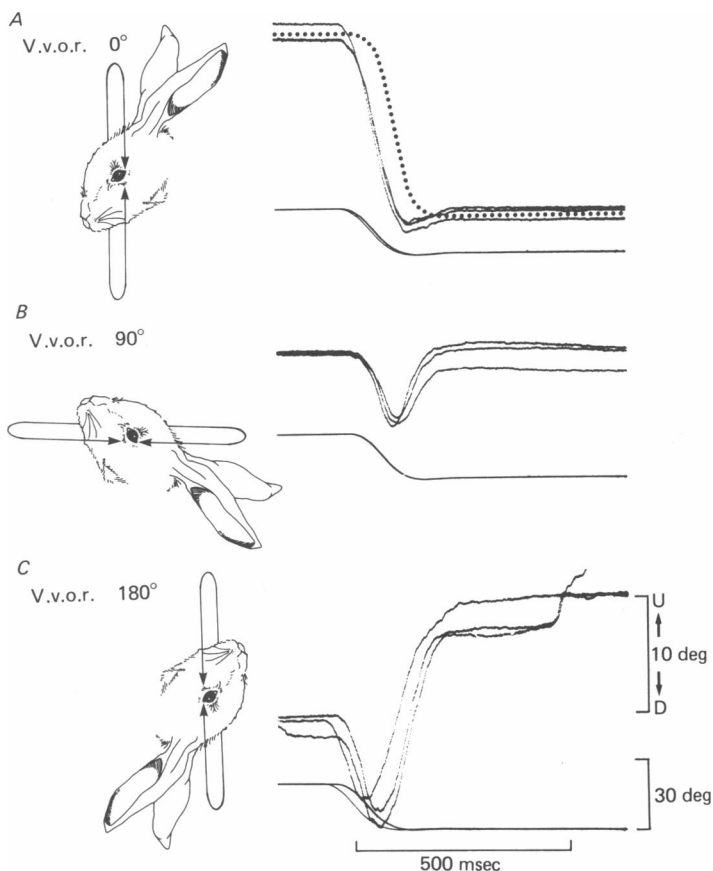 A
V.v.o.r. 0°
B
V.v.o.r. 90°
C
V.v.o.r. 180°
U
10 deg
D
30 deg
500 msec